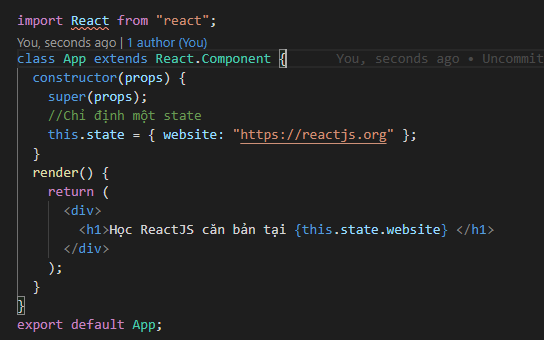 import React from "react";
You, seconds ago | 1 author (You)
class App extends React.Component { You, seconds ago • Uncommit
constructor(props) {
super(props);
//Chỉ định một state
this.state = { website: "https://reactjs.org" };
}
render() {
return (
<div>
<h1>Học ReactJS căn bản tại {this.state.website} </h1>
</div>
);
}
}
export default App;